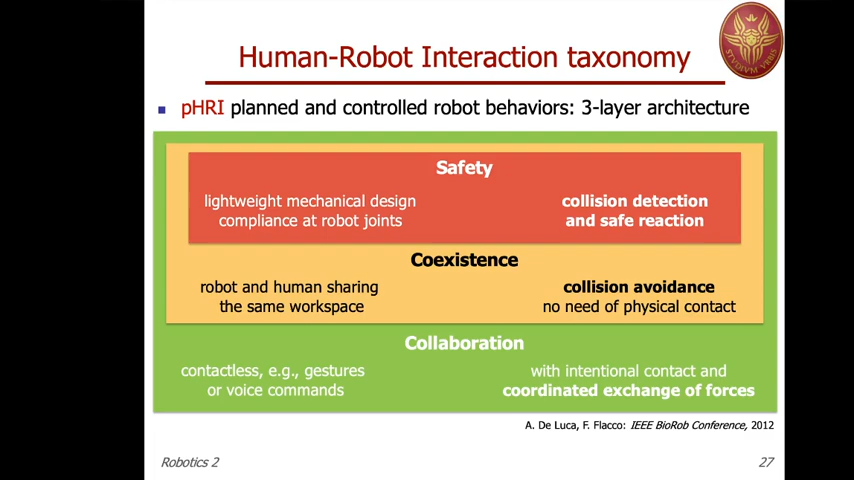 Human-Robot Interaction taxonomy
pHRI planned and controlled robot behaviors: 3-layer architecture
Safety
lightweight mechanical design
compliance at robot joints
collision detection
and safe reaction
Coexistence
robot and human sharing
the same workspace
collision avoidance
no need of physical contact
Collaboration
contactless, e.g., gestures
or voice commands
with intentional contact and
coordinated exchange of forces
A. De Luca, F. Flacco: IEEE BioRob Conference, 2012
Robotics 2
27
STVDIVM VRBIS